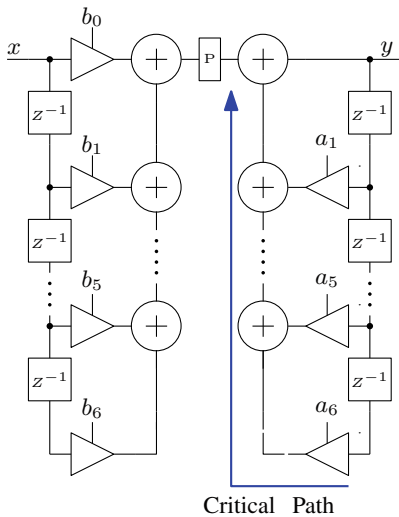 b₀
x
P
y
z⁻¹
z⁻¹
b₁
a₁
z⁻¹
z⁻¹
b₅
a₅
z⁻¹
z⁻¹
b₆
a₆
Critical Path